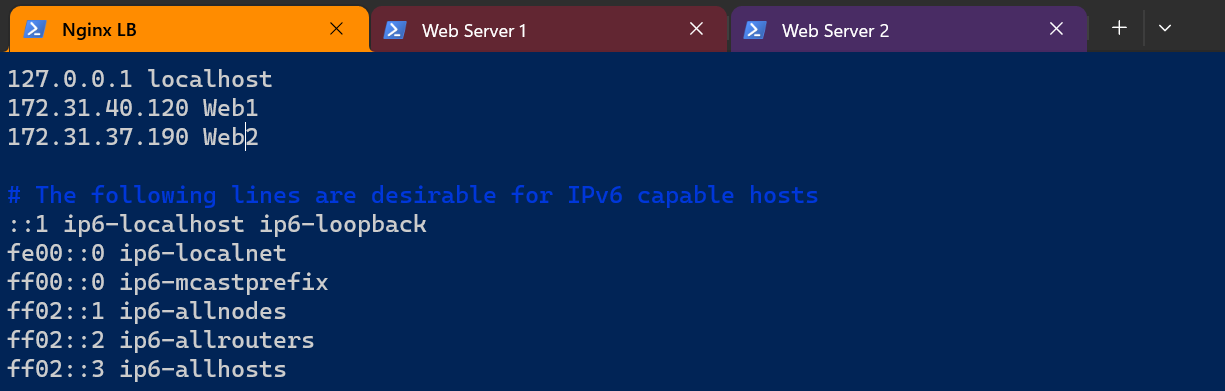 Nginx LB
Web Server 1
Web Server 2
127.0.0.1 localhost
172.31.40.120 Web1
172.31.37.190 Web2
# The following lines are desirable for IPv6 capable hosts
::1 ip6-localhost ip6-loopback
fe00::0 ip6-localnet
ff00::0 ip6-mcastprefix
ff02::1 ip6-allnodes
ff02::2 ip6-allrouters
ff02::3 ip6-allhosts